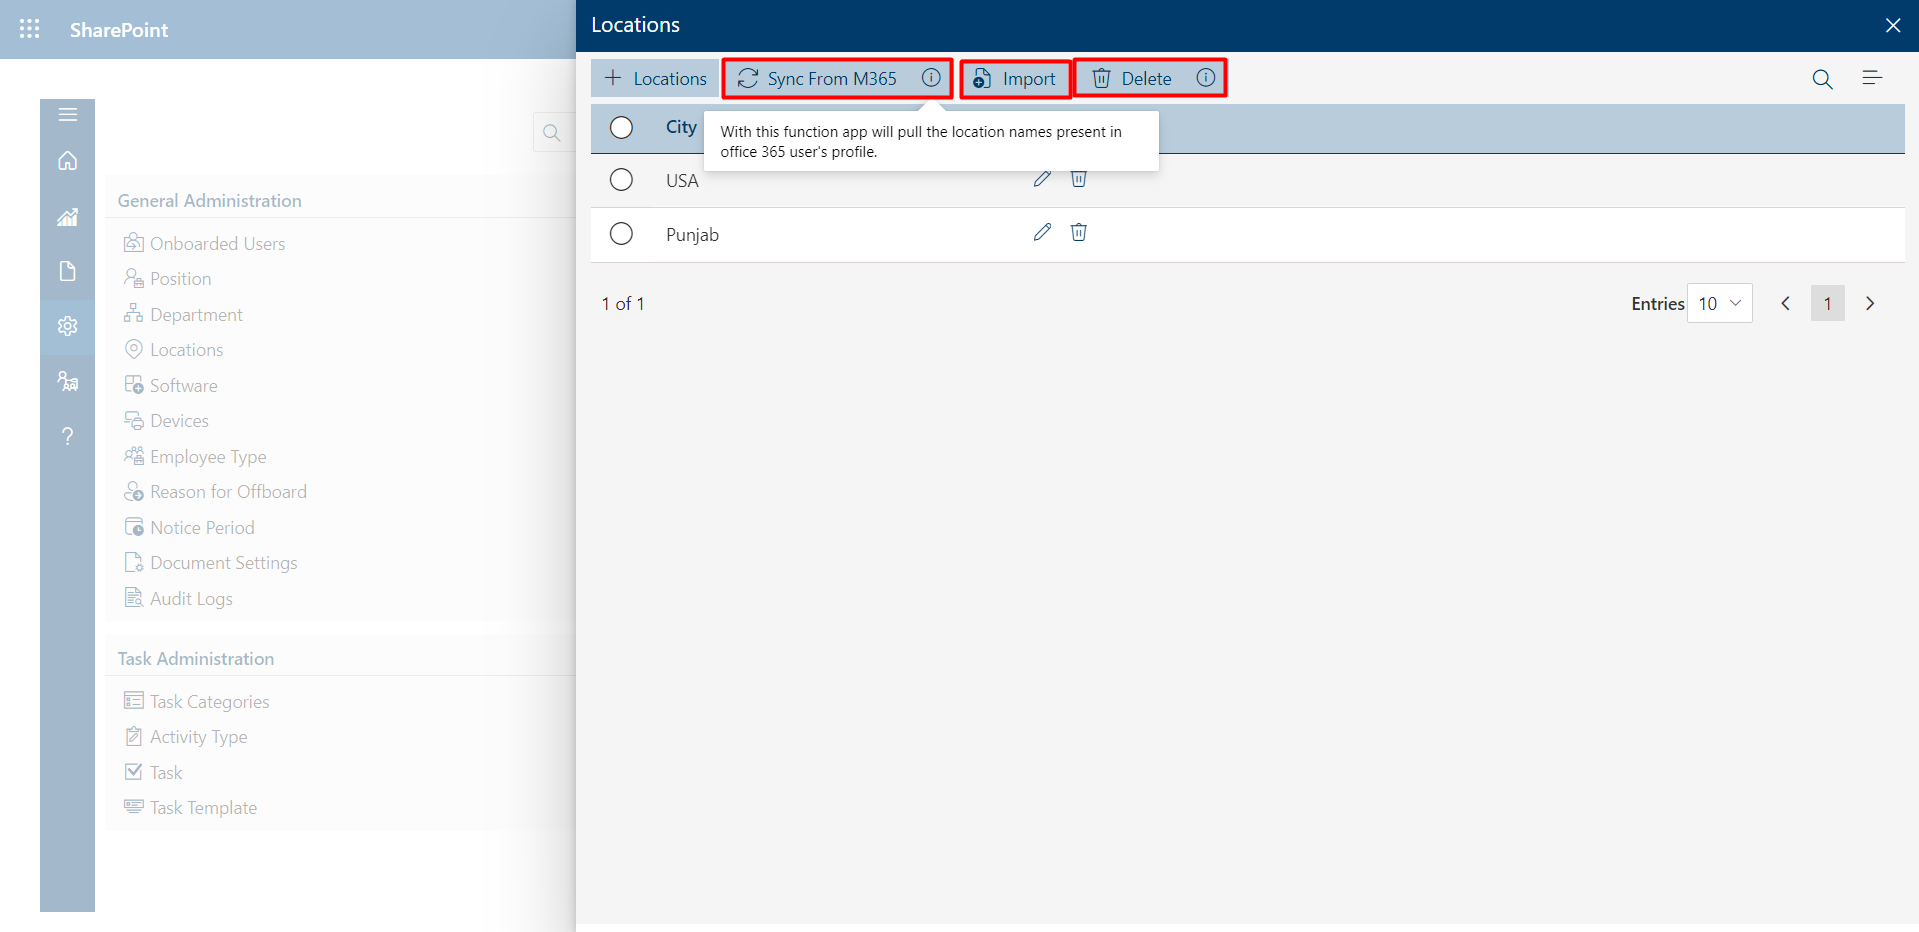 SharePoint
Locations
Locations
Sync From M365
Import
Delete
City
With this function app will pull the location names present in
office 365 user's profile.
USA
Punjab
1 of 1
Entries 10
1
General Administration
Onboarded Users
Position
Department
Locations
Software
Devices
Employee Type
Reason for Offboard
Notice Period
Document Settings
Audit Logs
Task Administration
Task Categories
Activity Type
Task
Task Template